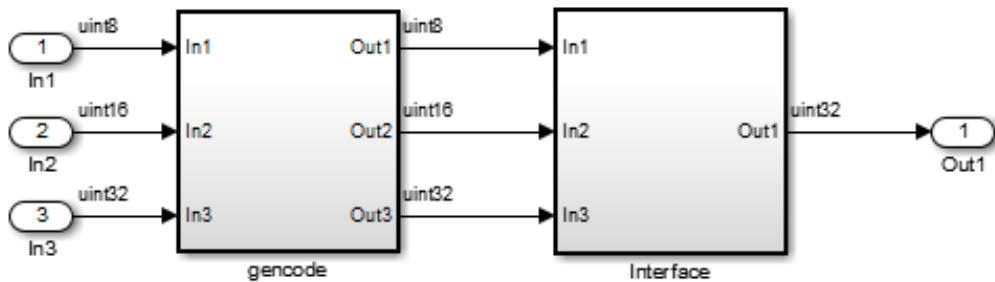 uint8
1
In1
uint16
2
In2
uint32
3
In3
In1
Out1
In2
Out2
In3
Out3
gencode
uint8
uint16
uint32
In1
In2
Out1
In3
Interface
uint32
1
Out1